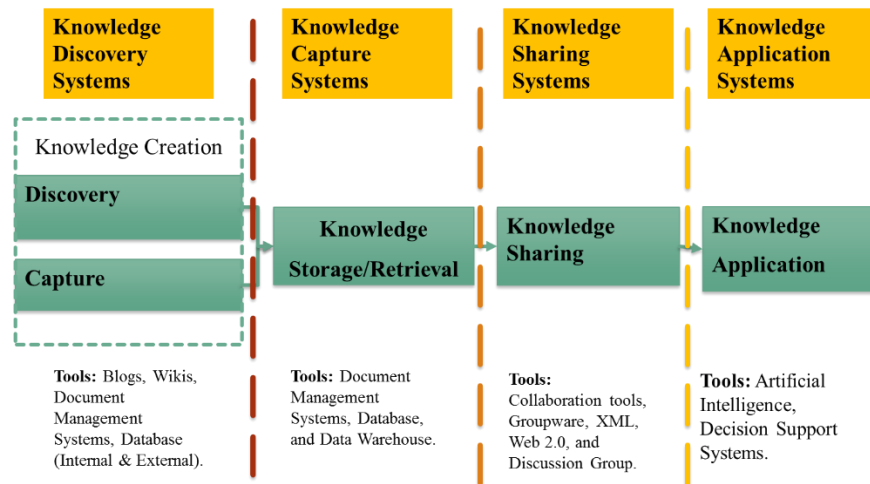 Knowledge
Discovery
Systems
Knowledge
Capture
Systems
Knowledge
Sharing
Systems
Knowledge
Application
Systems
Knowledge Creation
Discovery
Capture
Knowledge
Storage/Retrieval
Knowledge
Sharing
Knowledge
Application
Tools: Blogs, Wikis,
Document
Management
Systems, Database
(Internal & External).
Tools: Document
Management
Systems, Database,
and Data Warehouse.
Tools:
Collaboration tools,
Groupware, XML,
Web 2.0, and
Discussion Group.
Tools: Artificial
Intelligence,
Decision Support
Systems.